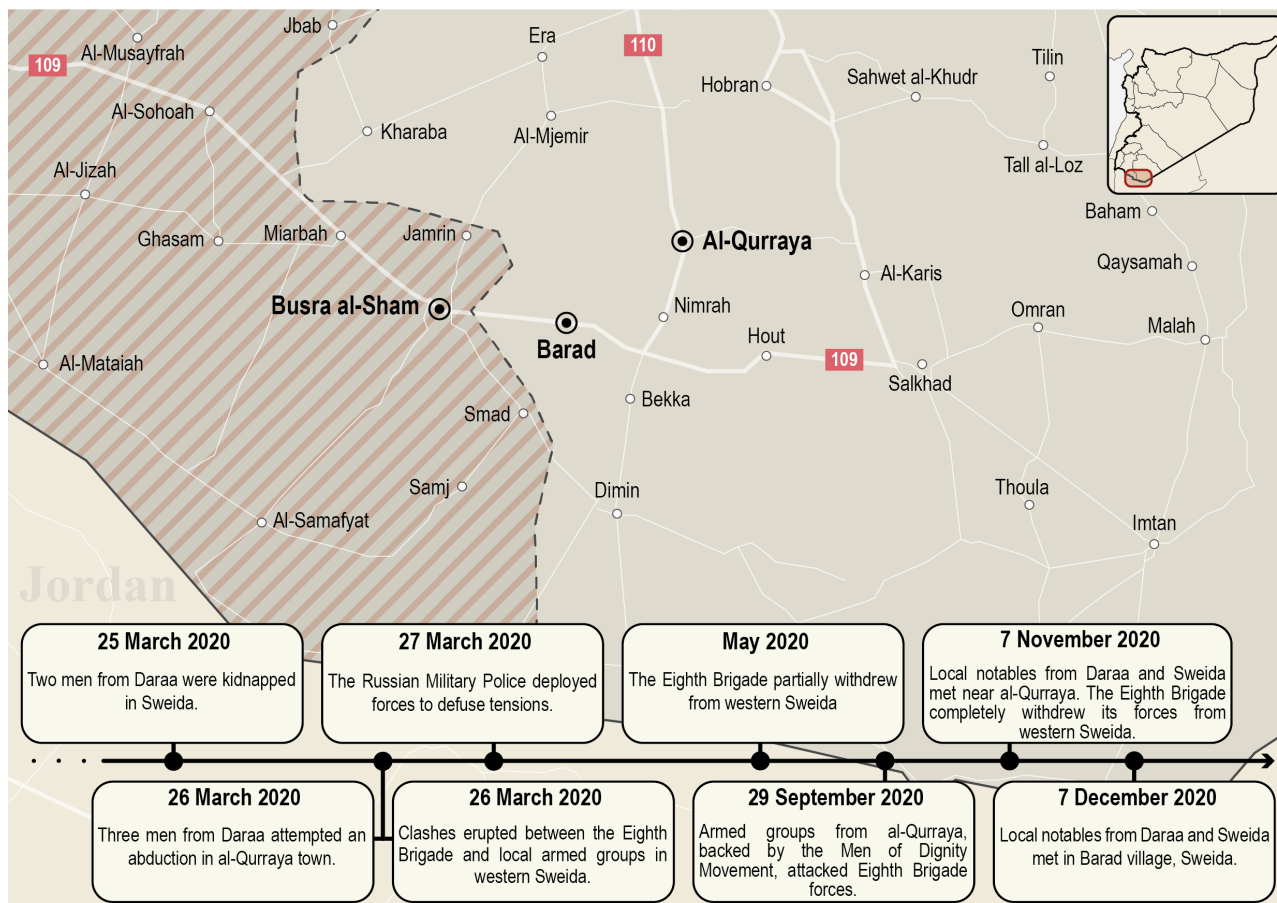 Jbab
Era
110
Al-Musayfrah
109
Tilin
Hobran
Sahwet al-Khudr
Al-Sohoah
Kharaba
Al-Mjemir
Tall al-Loz
Al-Jizah
Baham
Ghasam
Miarbah
Jamrin
Al-Qurraya
Qaysamah
Al-Karis
Busra al-Sham
Nimrah
Omran
Malah
Barad
Hout
109
Al-Mataiah
Salkhad
Bekka
Smad
Samj
Dimin
Thoula
Al-Samafyat
Imtan
Jordan
25 March 2020
Two men from Daraa were kidnapped
in Sweida.
27 March 2020
The Russian Military Police deployed
forces to defuse tensions.
May 2020
The Eighth Brigade partially withdrew
from western Sweida
7 November 2020
Local notables from Daraa and Sweida
met near al-Qurraya. The Eighth Brigade
completely withdrew its forces from
western Sweida.
26 March 2020
Three men from Daraa attempted an
abduction in al-Qurraya town.
26 March 2020
Clashes erupted between the Eighth
Brigade and local armed groups in
western Sweida.
29 September 2020
Armed groups from al-Qurraya,
backed by the Men of Dignity
Movement, attacked Eighth Brigade
forces.
7 December 2020
Local notables from Daraa and Sweida
met in Barad village, Sweida.